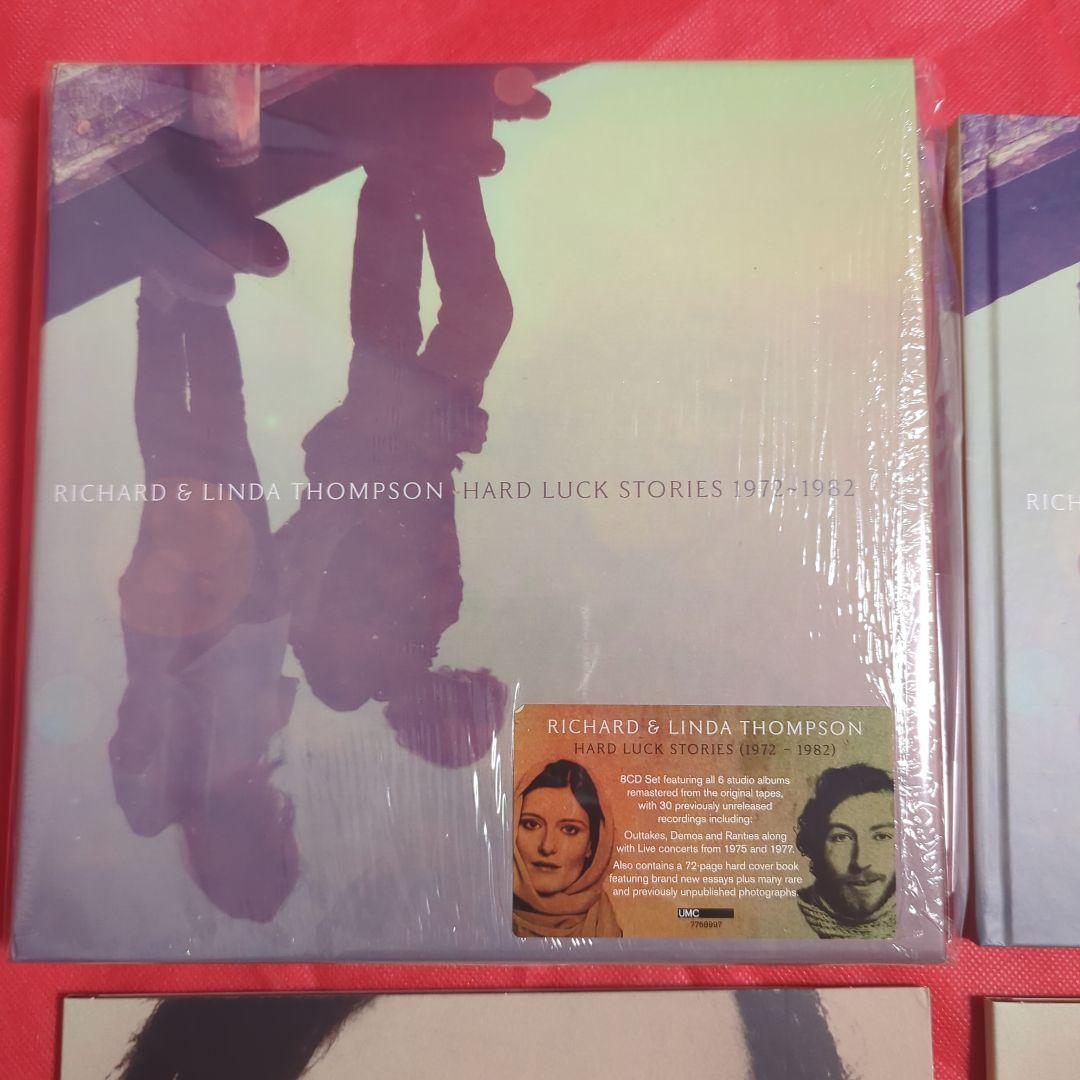 RICHARD & LINDA THOMPSON HARD LUCK STORIES 1972-1982
RICH
RICHARD & LINDA THOMPSON
HARD LUCK STORIES (1972 - 1982)
8CD Set featuring all 6 studio albums
remastered from the original tapes,
with 30 previously unreleased
recordings including:
Outtakes, Demos and Rarities along
with Live concerts from 1975 and 1977.
Also contains a 72-page hard cover book
featuring brand new essays plus many rare
and previously unpublished photographs.
UMC
7768997